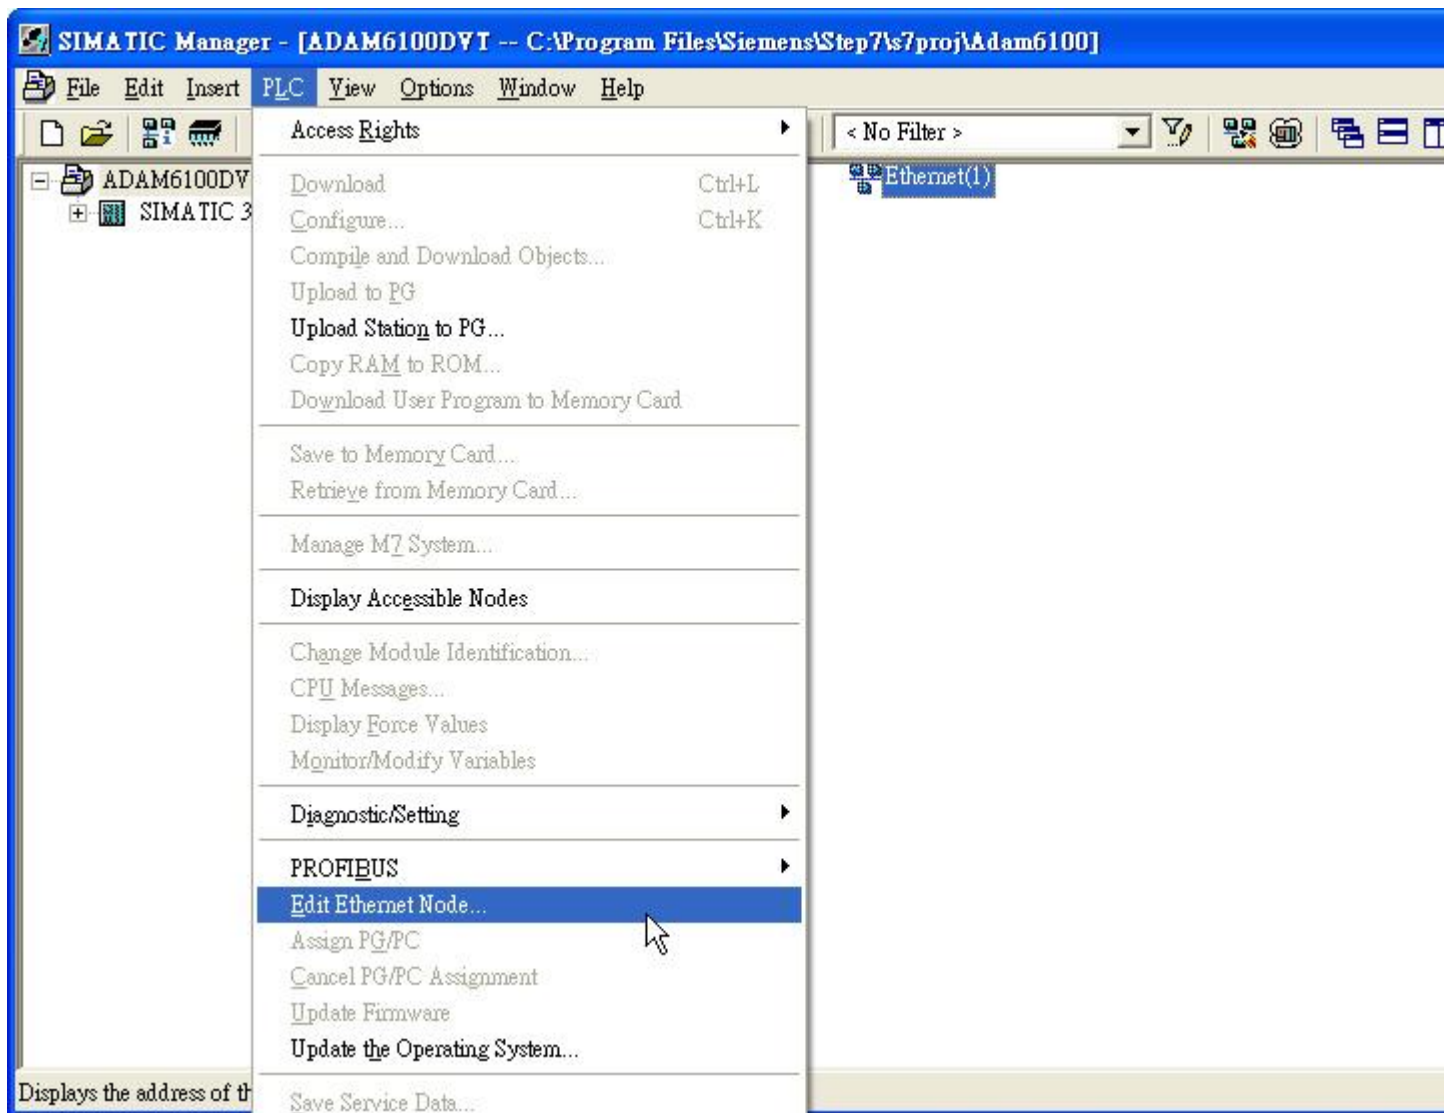 SIMATIC Manager - [ADAM6100DVT -- C:\Program Files\Siemens\Step7\s7proj\Adam6100]
File Edit Insert PLC View Options Window Help
< No Filter >
ADAM6100DV
SIMATIC 3
Ethernet(1)
Access Rights
Download Ctrl+L
Configure... Ctrl+K
Compile and Download Objects...
Upload to PG
Upload Station to PG...
Copy RAM to ROM...
Download User Program to Memory Card
Save to Memory Card...
Retrieve from Memory Card...
Manage M7 System...
Display Accessible Nodes
Change Module Identification...
CPU Messages...
Display Force Values
Monitor/Modify Variables
Diagnostic/Setting
PROFIBUS
Edit Ethernet Node...
Assign PG/PC
Cancel PG/PC Assignment
Update Firmware
Update the Operating System...
Save Service Data...
Displays the address of th